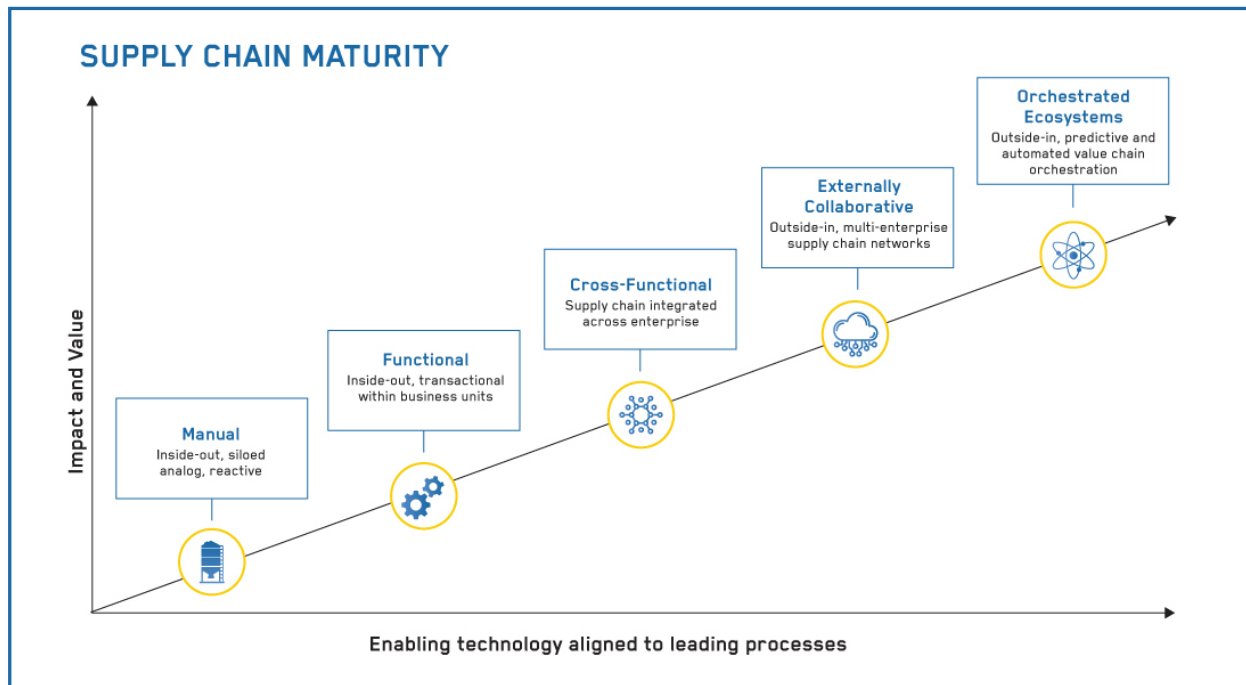 SUPPLY CHAIN MATURITY
Orchestrated
Ecosystems
Outside-in, predictive and
automated value chain
orchestration
Externally
Collaborative
Outside-in, multi-enterprise
supply chain networks
Cross-Functional
Supply chain integrated
across enterprise
Functional
Inside-out, transactional
within business units
Manual
Inside-out, siloed
analog, reactive
Impact and Value
Enabling technology aligned to leading processes